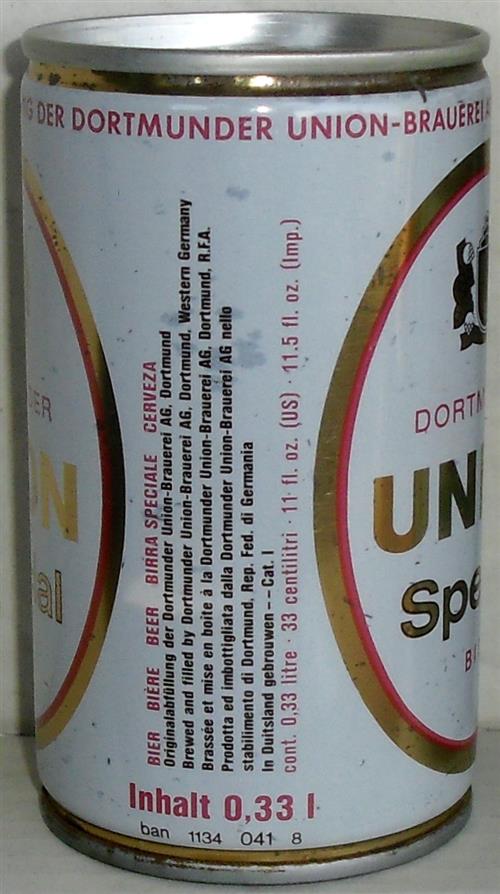 DER DORTMUNDER UNION-BRAUEREI
BIER BIÈRE BEER BIRRA SPECIALE CERVEZA
Originalabfüllung der Dortmunder Union-Brauerei AG, Dortmund
Brewed and filled by Dortmunder Union-Brauerei AG, Dortmund, Western Germany
Brassée et mise en boite à la Dortmunder Union-Brauerei AG, Dortmund, R.F.A.
Prodotta ed imbottigliata dalla Dortmunder Union-Brauerei AG nello
stabilimento di Dortmund, Rep. Fed. di Germania
In Duitsland gebrouwen -- Cat. I
cont. 0,33 litre · 33 centilitri · 11 fl. oz. (US) · 11.5 fl. oz. (Imp.)
Inhalt 0,33 l
ban 1134 041 8
DER
ON
al
DORTM
UNI
Spe